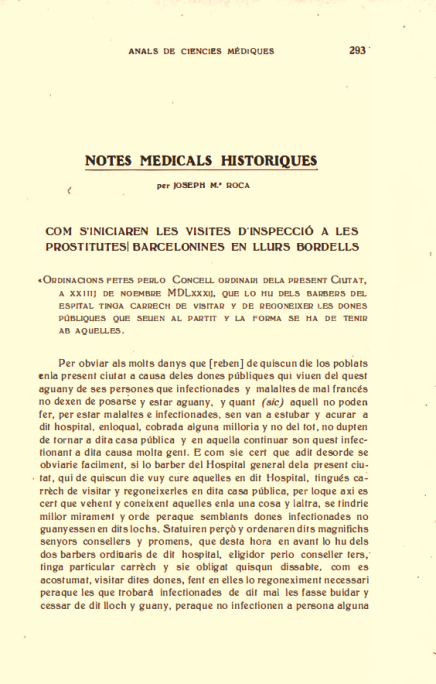 ANALS DE CIENCIES MÉDIQUES 293
NOTES MEDICALS HISTORIQUES
per JOSEPH M.ª ROCA
COM S'INICIAREN LES VISITES D'INSPECCIÓ A LES
PROSTITUTES| BARCELONINES EN LLURS BORDELLS
«ORDINACIONS FETES PERLO CONCELL ORDINARI DELA PRESENT CIUTAT,
A XXIIIJ DE NOEMBRE MDLXXXIJ, QUE LO HU DELS BARBERS DEL
ESPITAL TINGA CARRECH DE VISITAR Y DE REGONEIXER LES DONES
PÚBLIQUES QUE SEUEN AL PARTIT Y LA FORMA SE HA DE TENIR
AB AQUELLES.
Per obviar als molts danys que [reben] de quiscun die los poblats
enla present ciutat a causa deles dones públiques qui viuen del quest
aguany de ses persones que infectionades y malaltes de mal francés
no dexen de posarse y estar aguany, y quant (sic) aquell no poden
fer, per estar malaltes e infectionades, sen van a estubar y acurar a
dit hospital, enloqual, cobrada alguna milloria y no del tot, no dupten
de tornar a dita casa pública y en aquella continuar son quest infec-
tionant a dita causa molta gent. E com sie cert que adit desorde se
obviarie facilment, si lo barber del Hospital general dela present ciu-
tat, qui de quiscun die vuy cure aquelles en dit Hospital, tingués ca-
rrèch de visitar y regoneixerles en dita casa pública, per loque axi es
cert que vehent y coneixent aquelles enla una cosa y laltra, se tindrie
millor mirament y orde peraque semblants dones infectionades no
guanyessen en dits lochs. Statuiren perçò y ordenaren dits magnifichs
senyors consellers y promens, que desta hora en avant lo hu dels
dos barbers ordinaris de dit hospital, eligidor perlo conseller ters,
tinga particular carrèch y sie obligat quisqun dissabte, com es
acostumat, visitar dites dones, fent en elles lo regoneximent necessari
peraque les que trobará infectionades de dit mal les fasse buidar y
cessar de dit lloch y guany, peraque no infectionen a persona alguna